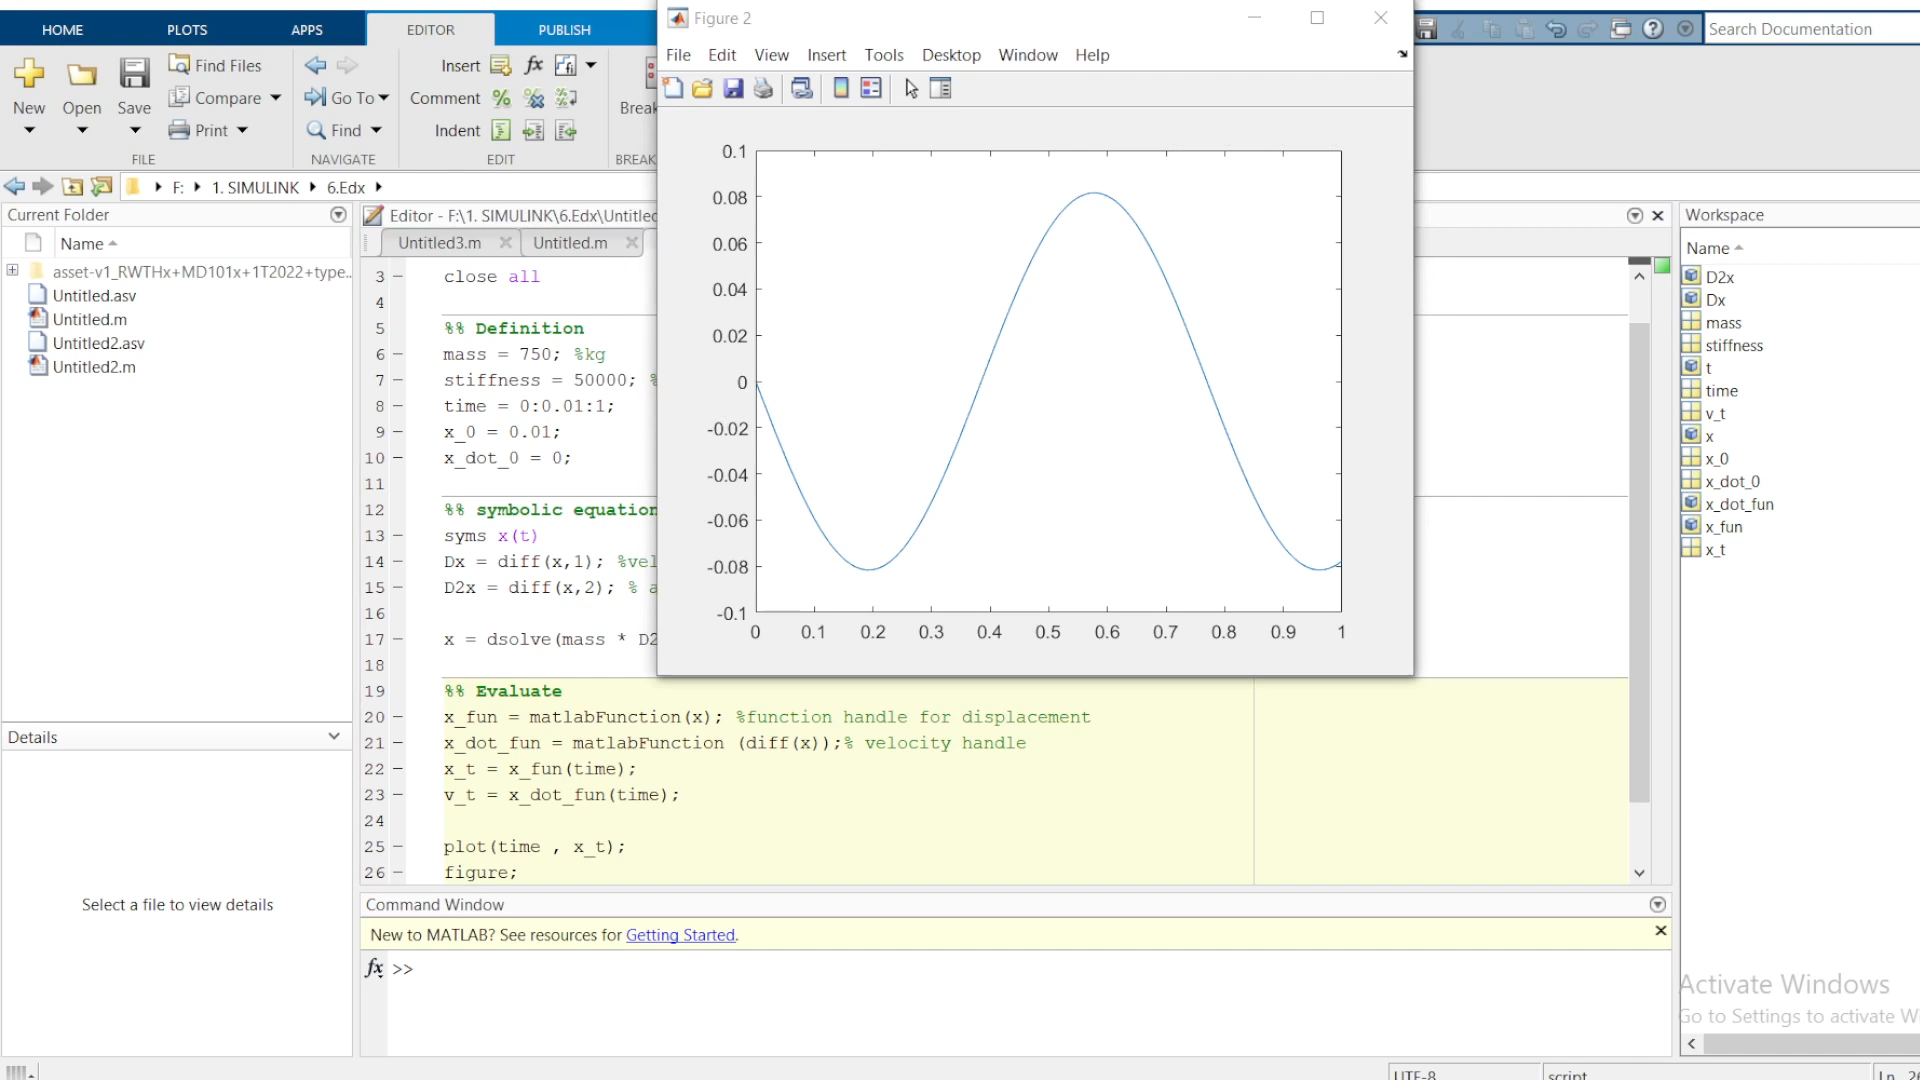 HOME PLOTS APPS EDITOR PUBLISH
Search Documentation
New
Open
Save
Find Files
Compare
Print
FILE
Go To
Find
NAVIGATE
Insert
Comment
Indent
EDIT
BREAK
Figure 2
File Edit View Insert Tools Desktop Window Help
0.1
0.08
0.06
0.04
0.02
0
-0.02
-0.04
-0.06
-0.08
-0.1
0 0.1 0.2 0.3 0.4 0.5 0.6 0.7 0.8 0.9 1
F: 1. SIMULINK 6.Edx
Current Folder
Name
asset-v1_RWTHx+MD101x+1T2022+type...
Untitled.asv
Untitled.m
Untitled2.asv
Untitled2.m
Details
Select a file to view details
Editor - F:\1. SIMULINK\6.Edx\Untitled
Untitled3.m Untitled.m
3 - close all
4
5 %% Definition
6 - mass = 750; %kg
7 - stiffness = 50000; %
8 - time = 0:0.01:1;
9 - x_0 = 0.01;
10 - x_dot_0 = 0;
11
12 %% symbolic equation
13 - syms x(t)
14 - Dx = diff(x,1); %vel
15 - D2x = diff(x,2); % a
16
17 - x = dsolve(mass * D2
18
19 %% Evaluate
20 - x_fun = matlabFunction(x); %function handle for displacement
21 - x_dot_fun = matlabFunction (diff(x));% velocity handle
22 - x_t = x_fun(time);
23 - v_t = x_dot_fun(time);
24
25 - plot(time , x_t);
26 - figure;
Command Window
New to MATLAB? See resources for Getting Started.
fx >>
Workspace
Name
D2x
Dx
mass
stiffness
t
time
v_t
x
x_0
x_dot_0
x_dot_fun
x_fun
x_t
Activate Windows
Go to Settings to activate W
UTF-8
script
Ln